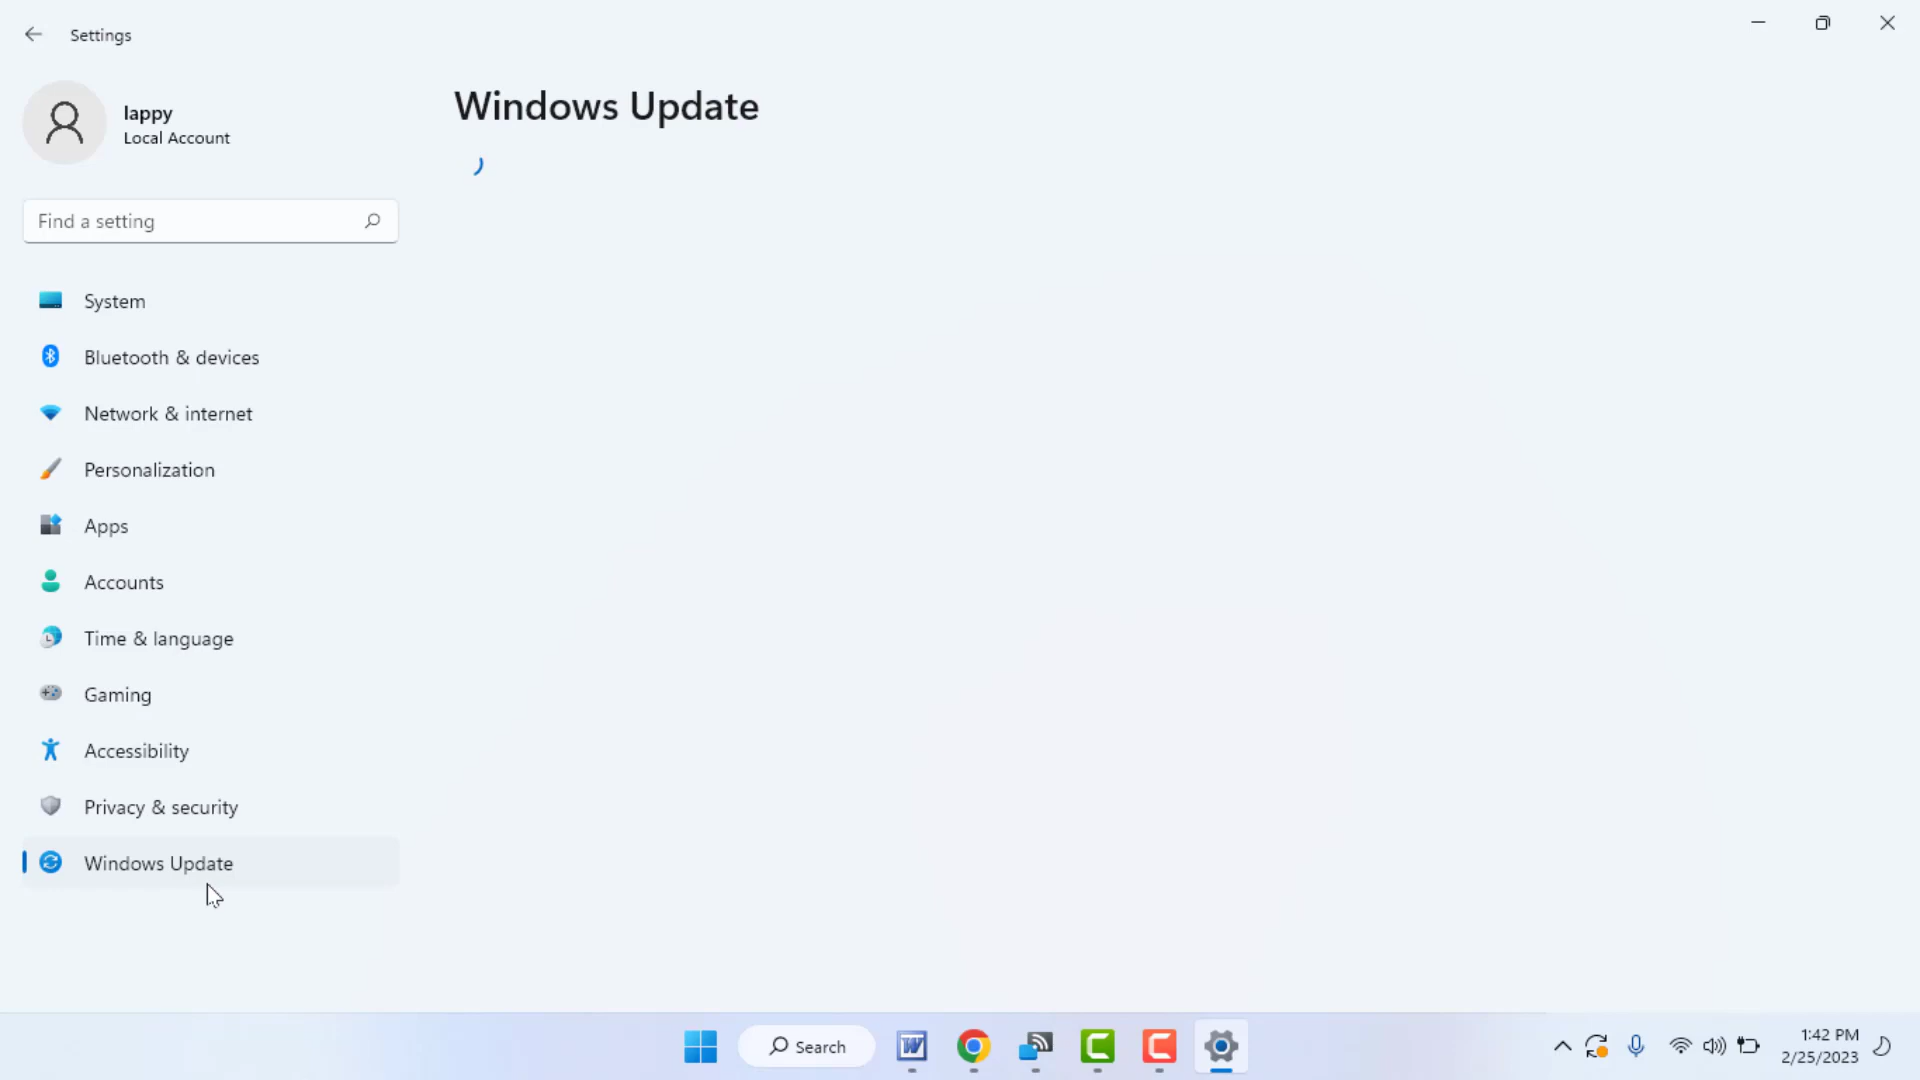 Settings
lappy
Local Account
Find a setting
System
Bluetooth & devices
Network & internet
Personalization
Apps
Accounts
Time & language
Gaming
Accessibility
Privacy & security
Windows Update
Windows Update
Search
1:42 PM
2/25/2023